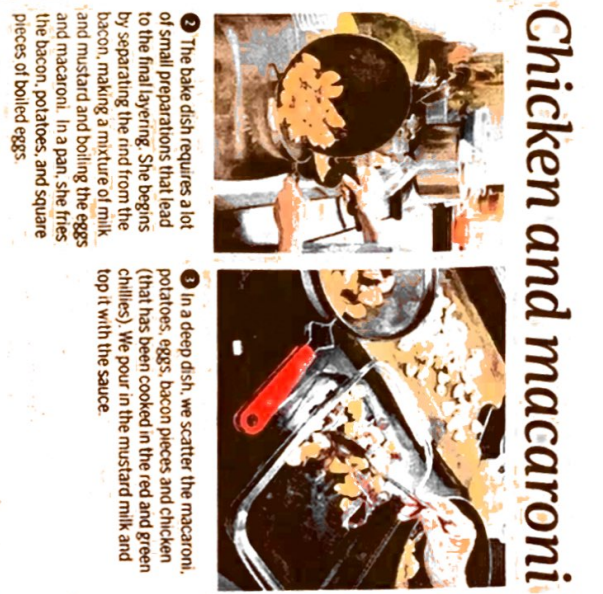 Chicken and macaroni
2 The bake dish requires a lot
of small preparations that lead
to the final layering. She begins
by separating the rind from the
bacon, making a mixture of milk
and mustard and boiling the eggs
and macaroni. In a pan, she fries
the bacon, potatoes, and square
pieces of boiled eggs.
3 In a deep dish, we scatter the macaroni,
potatoes, eggs, bacon pieces and chicken
(that has been cooked in the red and green
chillies). We pour in the mustard milk and
top it with the sauce.